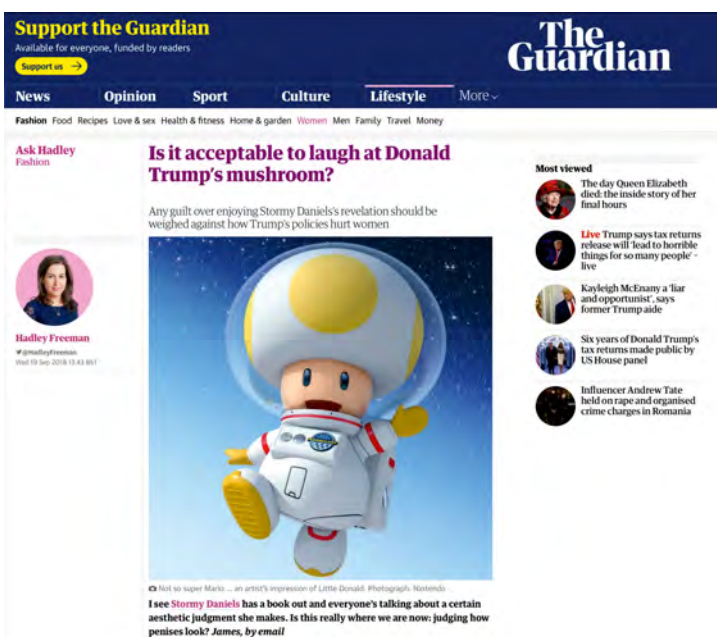 Support the Guardian
Available for everyone, funded by readers
Support us →
The
Guardian
News Opinion Sport Culture Lifestyle More
Fashion Food Recipes Love & sex Health & fitness Home & garden Women Men Family Travel Money
Ask Hadley
Fashion
Is it acceptable to laugh at Donald
Trump's mushroom?
Any guilt over enjoying Stormy Daniels's revelation should be
weighed against how Trump's policies hurt women
Hadley Freeman
@HadleyFreeman
Wed 19 Sep 2018 13.43 BST
Not so super Mario ... an artist's impression of Little Donald. Photograph: Nintendo
I see Stormy Daniels has a book out and everyone's talking about a certain
aesthetic judgment she makes. Is this really where we are now: judging how
penises look? James, by email
Most viewed
The day Queen Elizabeth
died: the inside story of her
final hours
Live Trump says tax returns
release will 'lead to horrible
things for so many people' –
live
Kayleigh McEnany a 'liar
and opportunist', says
former Trump aide
Six years of Donald Trump's
tax returns made public by
US House panel
Influencer Andrew Tate
held on rape and organised
crime charges in Romania